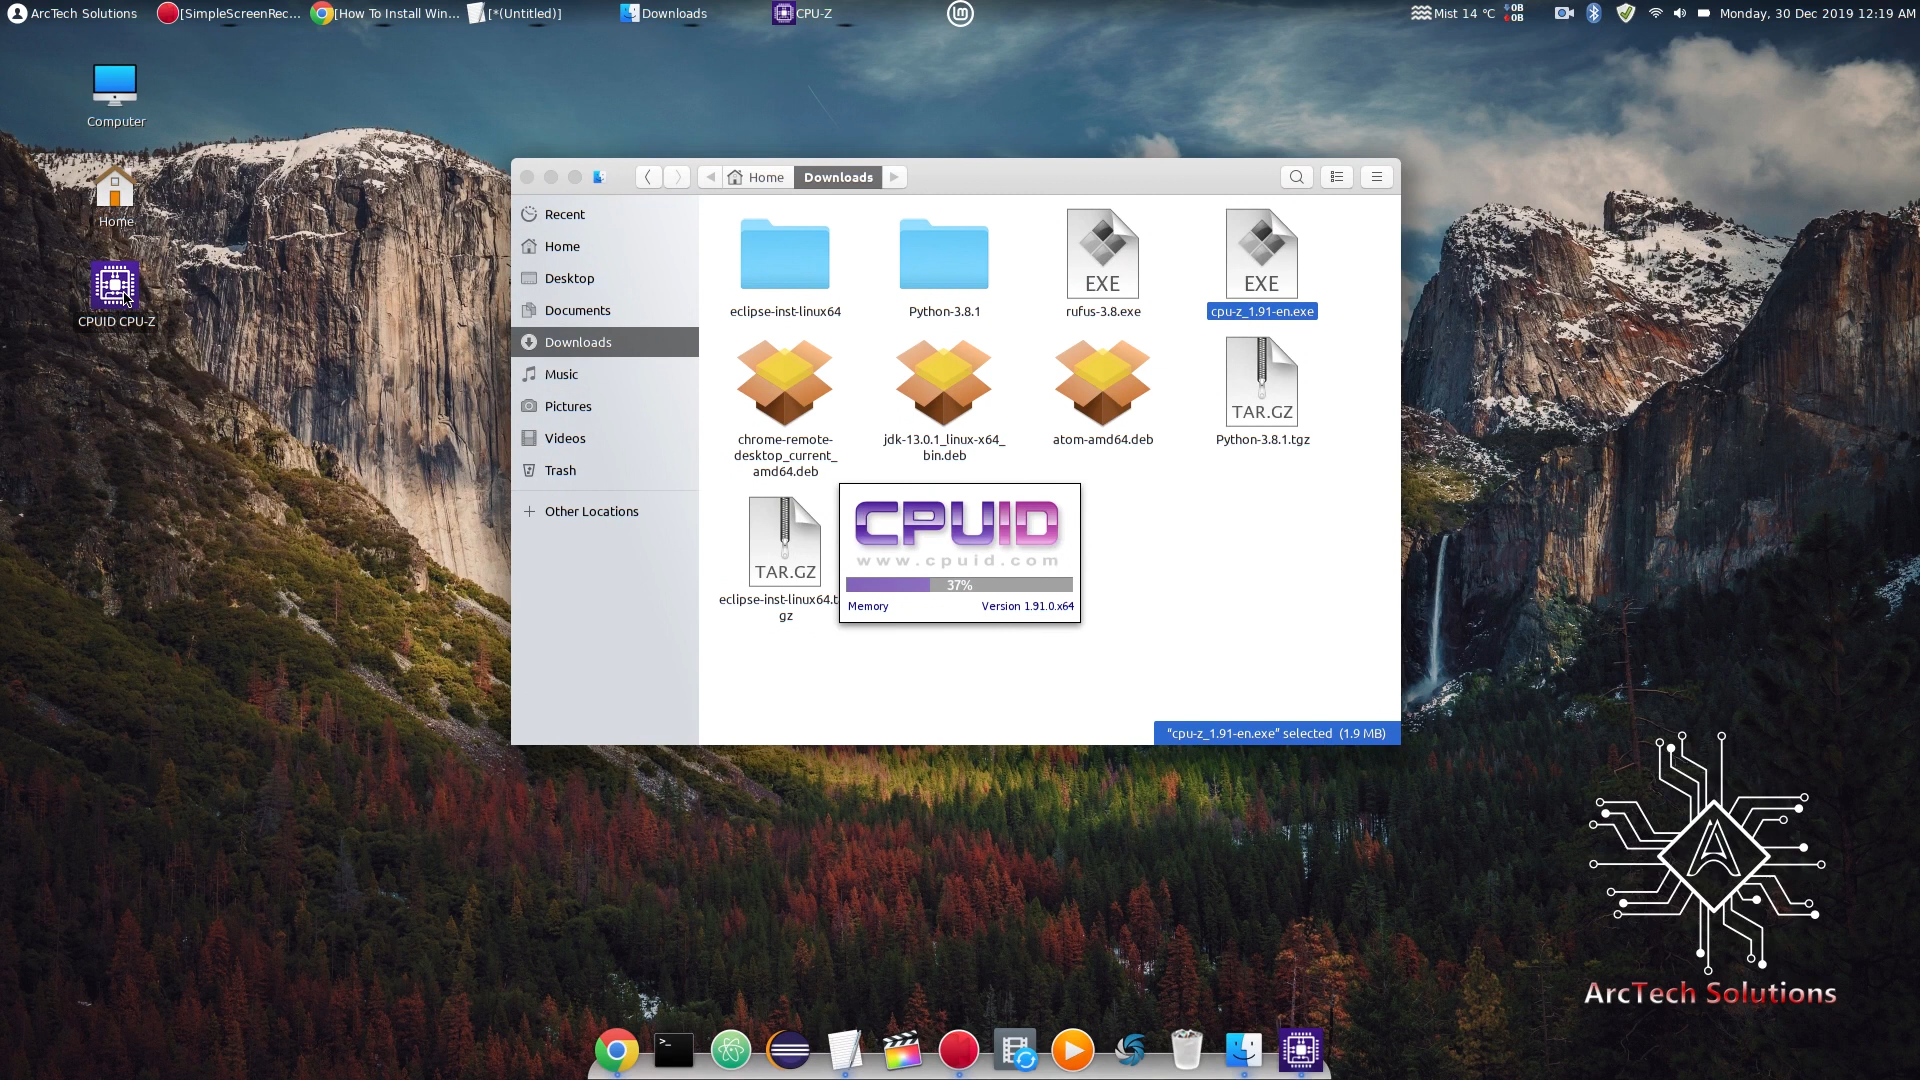 ArcTech Solutions
[SimpleScreenRec...
[How To Install Win...
[*(Untitled)]
Downloads
CPU-Z
Mist 14 °C
0B
0B
Monday, 30 Dec 2019 12:19 AM
Computer
Home
CPUID CPU-Z
Home
Downloads
Recent
Home
Desktop
Documents
Downloads
Music
Pictures
Videos
Trash
Other Locations
eclipse-inst-linux64
Python-3.8.1
EXE
rufus-3.8.exe
EXE
cpu-z_1.91-en.exe
chrome-remote-
desktop_current_
amd64.deb
jdk-13.0.1_linux-x64_
bin.deb
atom-amd64.deb
TAR.GZ
Python-3.8.1.tgz
TAR.GZ
eclipse-inst-linux64.t
gz
CPUID
www.cpuid.com
37%
Memory
Version 1.91.0.x64
"cpu-z_1.91-en.exe" selected (1.9 MB)
A
ArcTech Solutions
>_